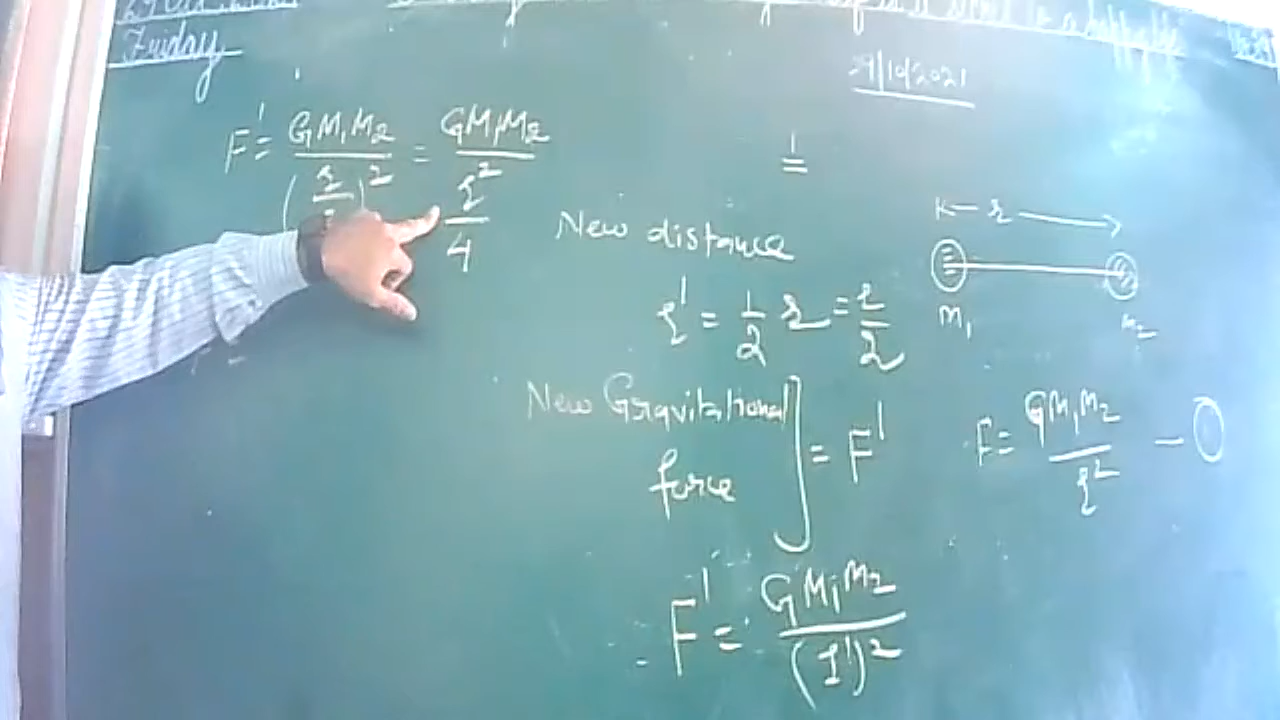 Friday
29/10/2021
F' = GM1M2 / (r/ )² = GM1M2 / r²/4
New distance
r' = 1/2 r = r/2
New Gravitational force ] = F'
F' = GM1M2 / (r')²
r
M1 M2
F = GM1M2 / r² - 1